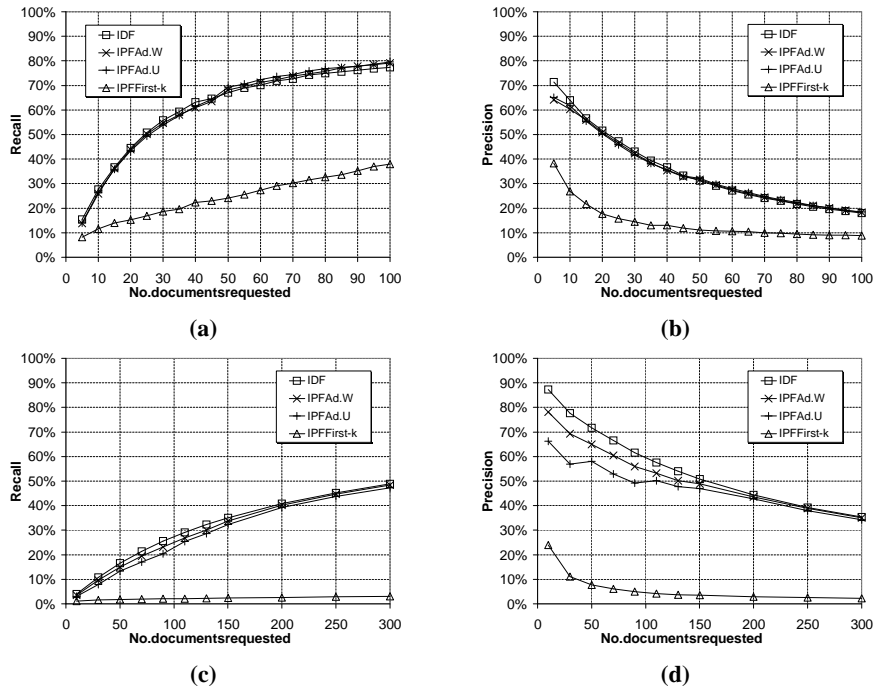 100%
90%
80%
70%
60%
50%
40%
30%
20%
10%
0%
Recall
IDF
IPFAd.W
IPFAd.U
IPFFirst-k
0 10 20 30 40 50 60 70 80 90 100
No.documentsrequested
(a)
100%
90%
80%
70%
60%
50%
40%
30%
20%
10%
0%
Precision
IDF
IPFAd.W
IPFAd.U
IPFFirst-k
0 10 20 30 40 50 60 70 80 90 100
No.documentsrequested
(b)
100%
90%
80%
70%
60%
50%
40%
30%
20%
10%
0%
Recall
IDF
IPFAd.W
IPFAd.U
IPFFirst-k
0 50 100 150 200 250 300
No.documentsrequested
(c)
100%
90%
80%
70%
60%
50%
40%
30%
20%
10%
0%
Precision
IDF
IPFAd.W
IPFAd.U
IPFFirst-k
0 50 100 150 200 250 300
No.documentsrequested
(d)